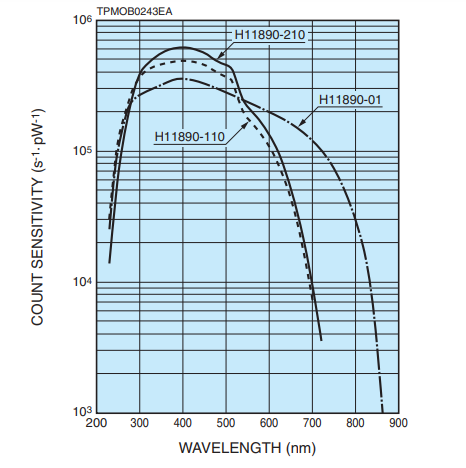 TPMOB0243EA
10⁶
H11890-210
H11890-01
H11890-110
10⁵
10⁴
10³
COUNT SENSITIVITY (s⁻¹· pW⁻¹)
200 300 400 500 600 700 800 900
WAVELENGTH (nm)